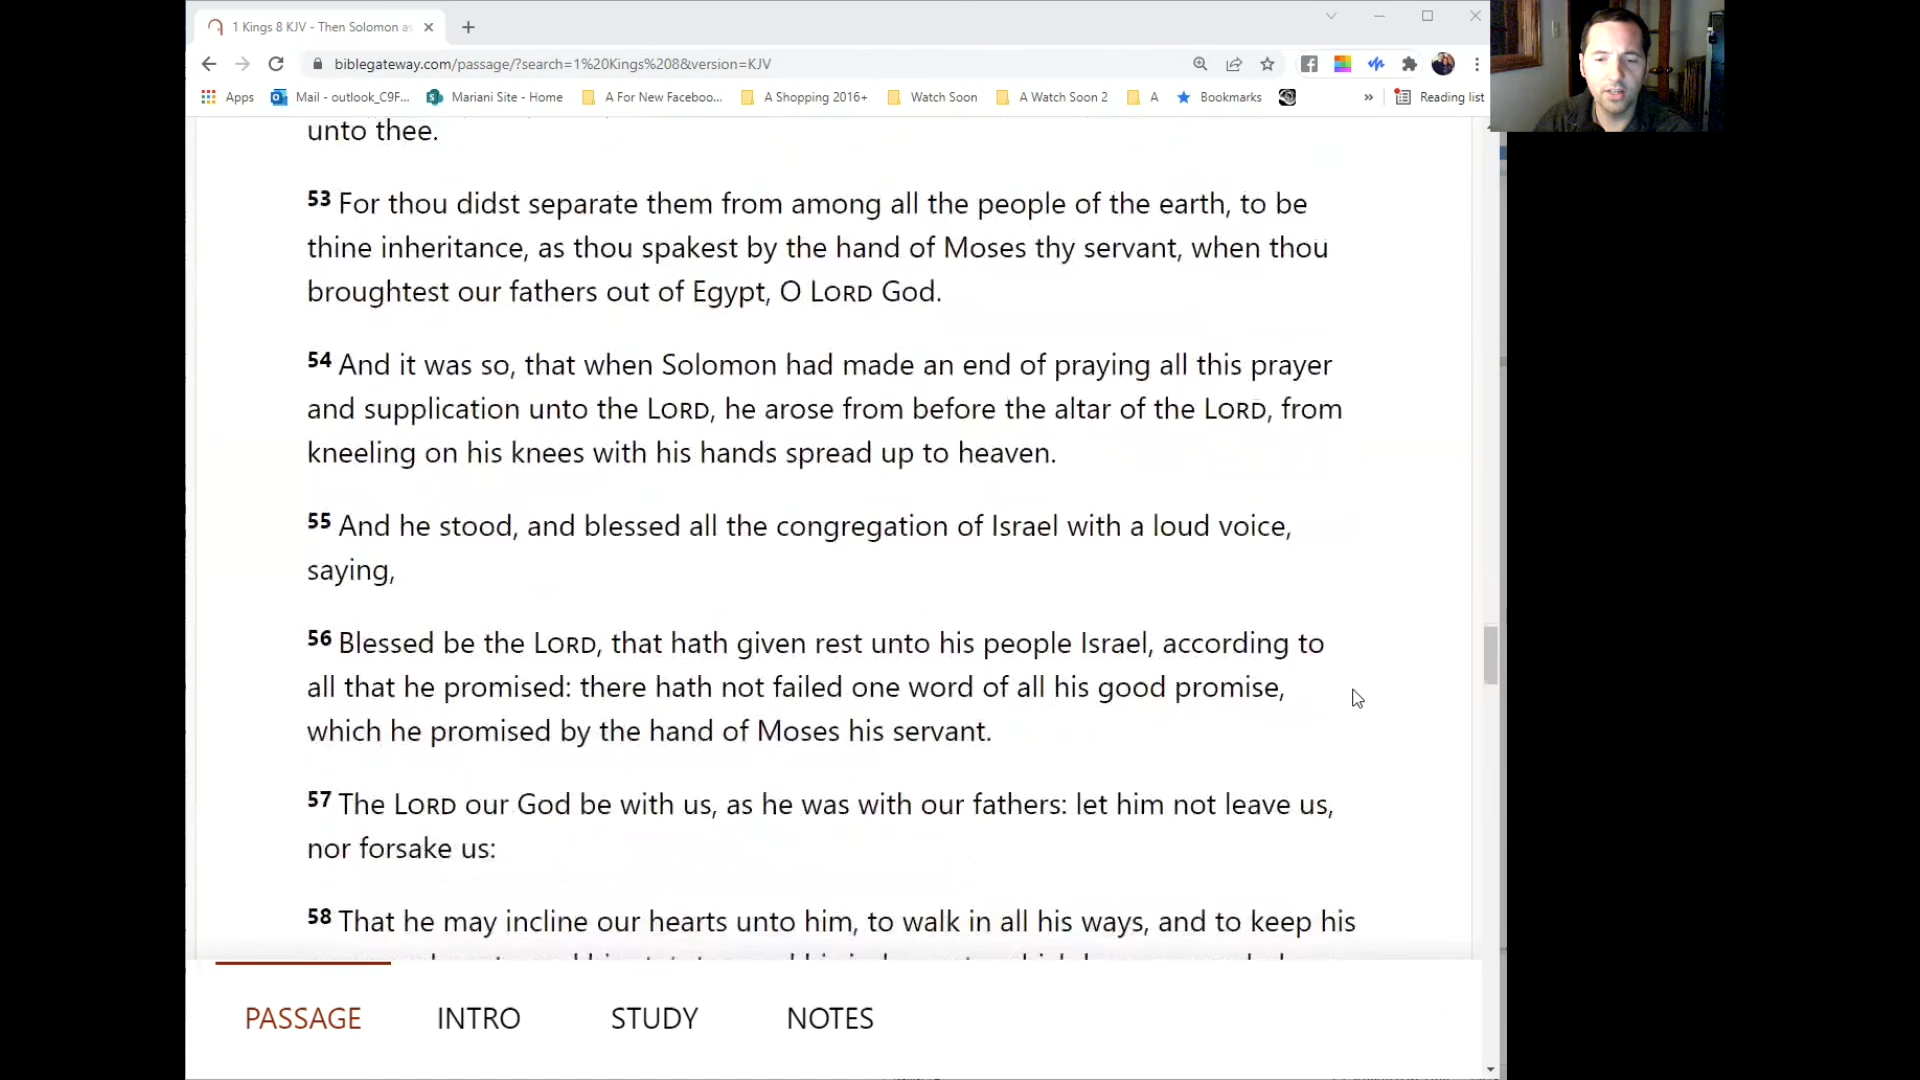 1 Kings 8 KJV - Then Solomon as
biblegateway.com/passage/?search=1%20Kings%208&version=KJV
Apps Mail - outlook_C9F... Mariani Site - Home A For New Faceboo... A Shopping 2016+ Watch Soon A Watch Soon 2 A Bookmarks » Reading list
unto thee.
53 For thou didst separate them from among all the people of the earth, to be
thine inheritance, as thou spakest by the hand of Moses thy servant, when thou
broughtest our fathers out of Egypt, O LORD God.
54 And it was so, that when Solomon had made an end of praying all this prayer
and supplication unto the LORD, he arose from before the altar of the LORD, from
kneeling on his knees with his hands spread up to heaven.
55 And he stood, and blessed all the congregation of Israel with a loud voice,
saying,
56 Blessed be the LORD, that hath given rest unto his people Israel, according to
all that he promised: there hath not failed one word of all his good promise,
which he promised by the hand of Moses his servant.
57 The LORD our God be with us, as he was with our fathers: let him not leave us,
nor forsake us:
58 That he may incline our hearts unto him, to walk in all his ways, and to keep his
PASSAGE INTRO STUDY NOTES